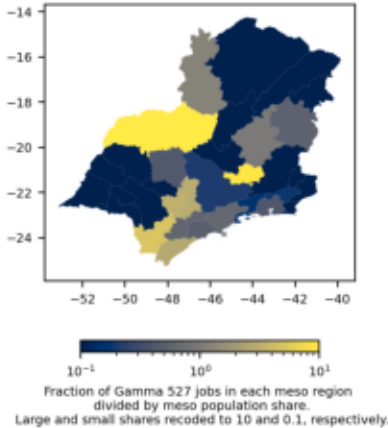 −14
−16
−18
−20
−22
−24
−52 −50 −48 −46 −44 −42 −40
10⁻¹ 10⁰ 10¹
Fraction of Gamma 527 jobs in each meso region
divided by meso population share.
Large and small shares recoded to 10 and 0.1, respectively.